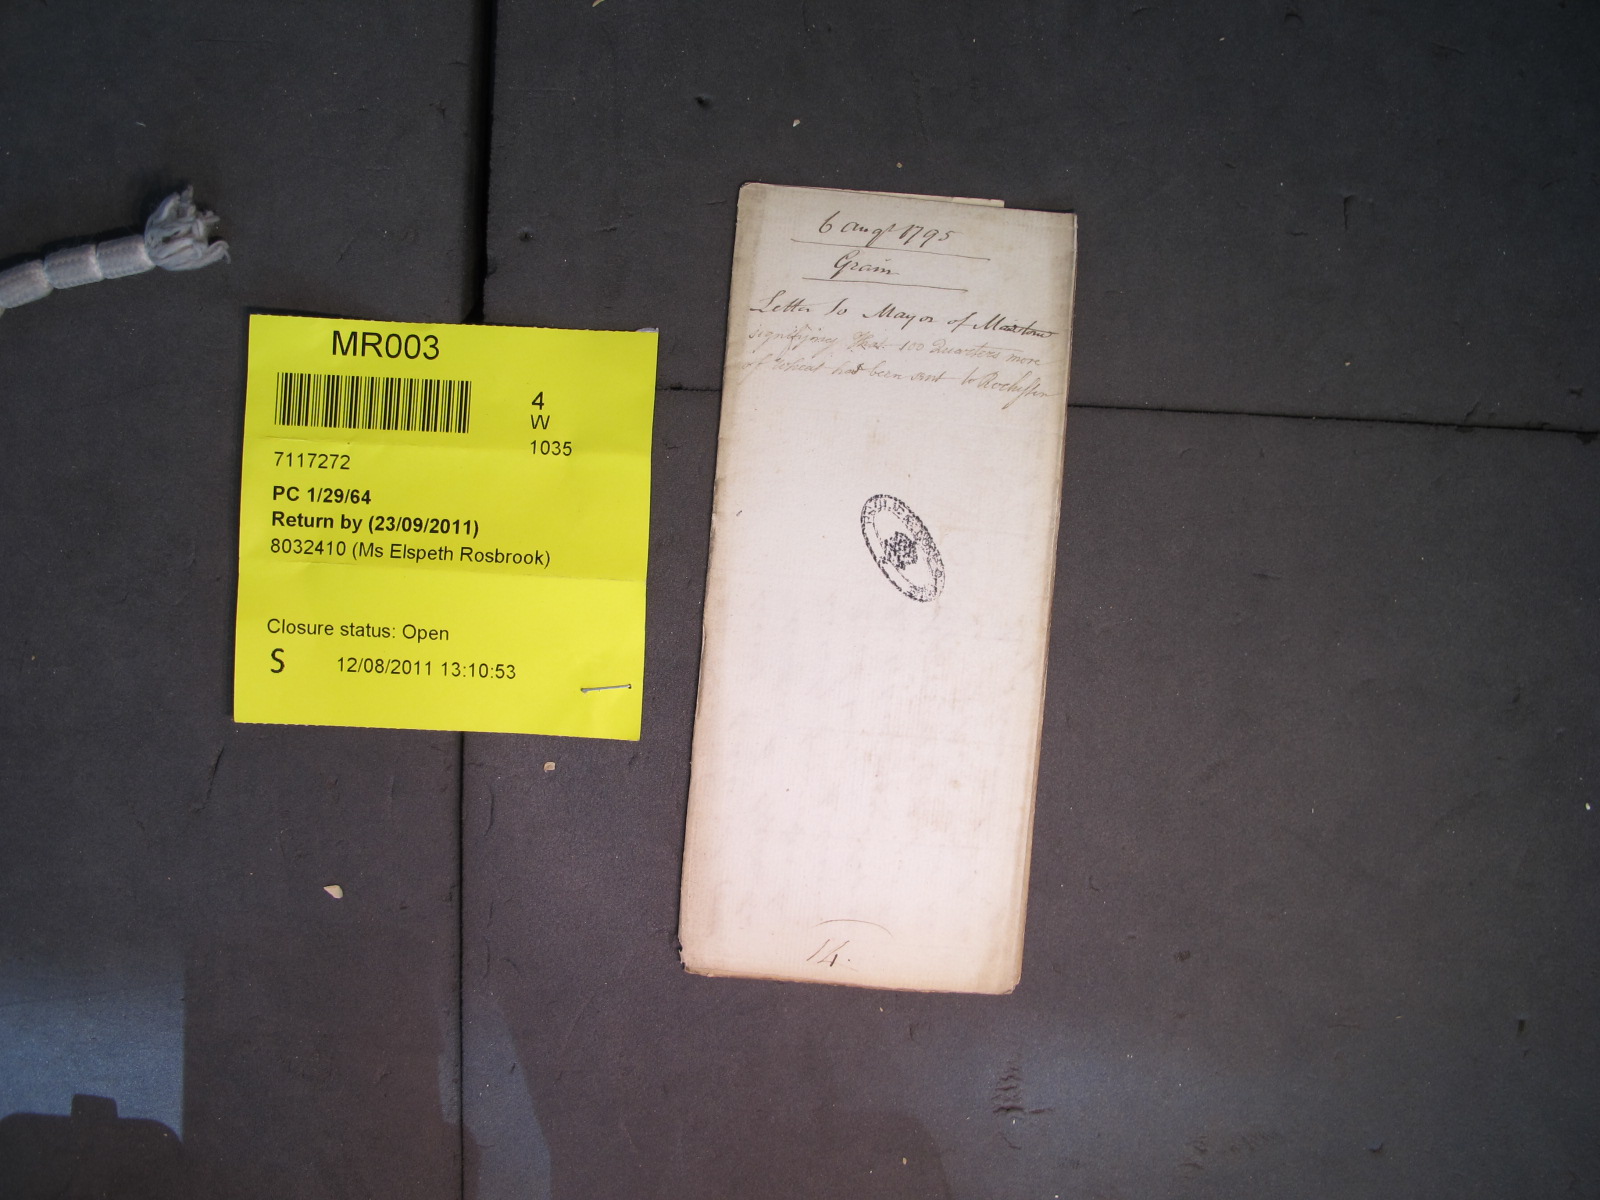 MR003
4
W
1035
7117272
PC 1/29/64
Return by (23/09/2011)
8032410 (Ms Elspeth Rosbrook)
Closure status: Open
S 12/08/2011 13:10:53
6 Augt 1795
Grain
Letter to Mayor of
signifying that 100 Quarters more
of Wheat had been sent to Rochester
14.